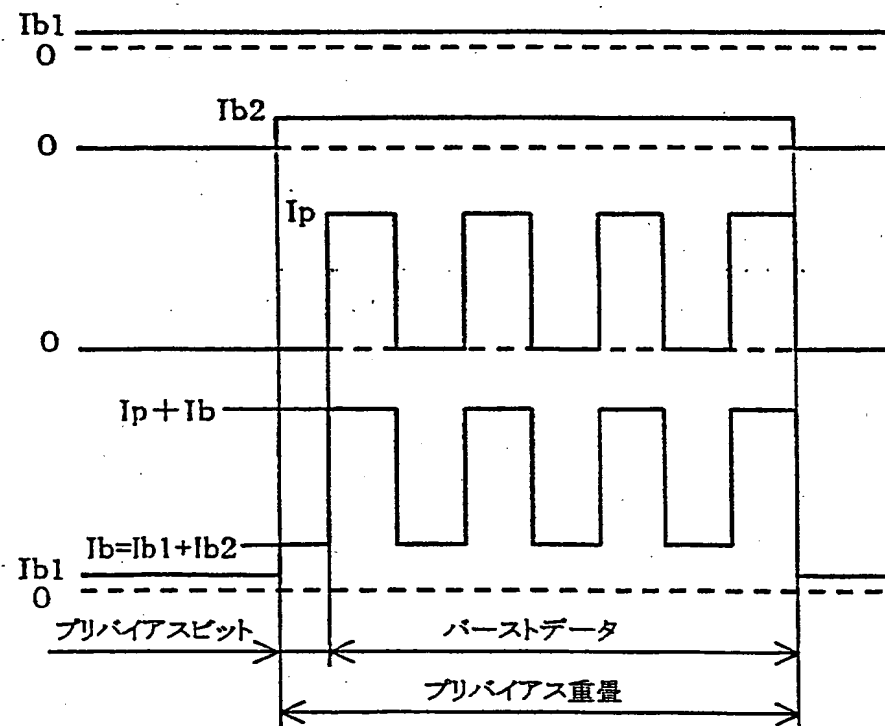 Ib1
0
Ib2
0
Ip
0
Ip+Ib
Ib=Ib1+Ib2
Ib1
0
プリバイアスビット
バーストデータ
プリバイアス重畳